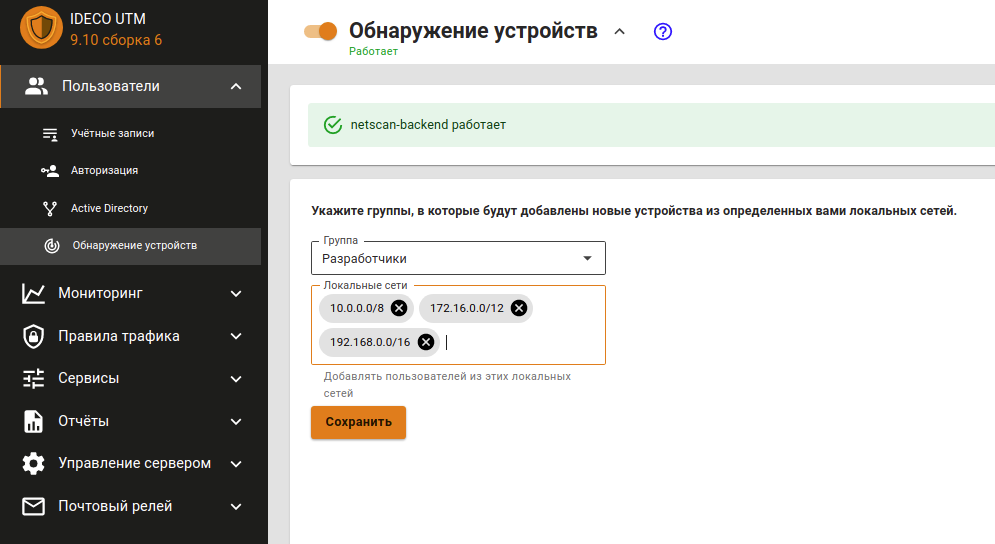 IDECO UTM
9.10 сборка 6
Пользователи
Учётные записи
Авторизация
Active Directory
Обнаружение устройств
Мониторинг
Правила трафика
Сервисы
Отчёты
Управление сервером
Почтовый релей
Обнаружение устройств
Работает
netscan-backend работает
Укажите группы, в которые будут добавлены новые устройства из определенных вами локальных сетей.
Группа
Разработчики
Локальные сети
10.0.0.0/8 172.16.0.0/12
192.168.0.0/16
Добавлять пользователей из этих локальных
сетей
Сохранить